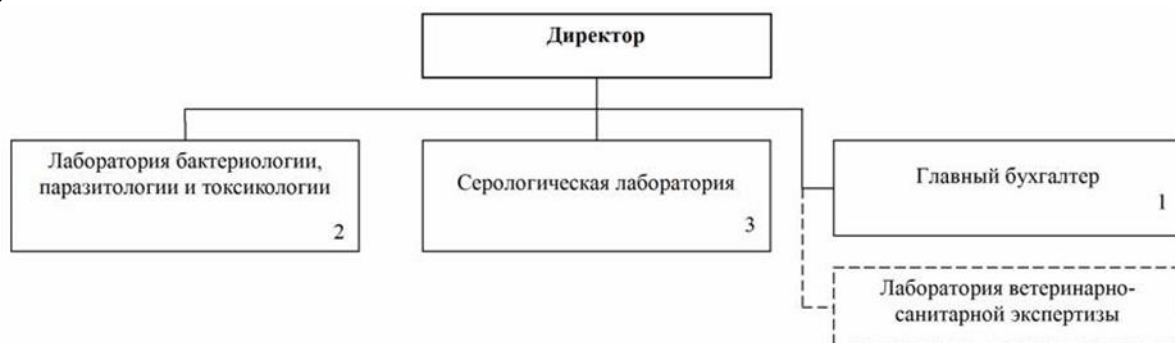 Директор
Лаборатория бактериологии,
паразитологии и токсикологии
2
Серологическая лаборатория
3
Главный бухгалтер
1
Лаборатория ветеринарно-
санитарной экспертизы